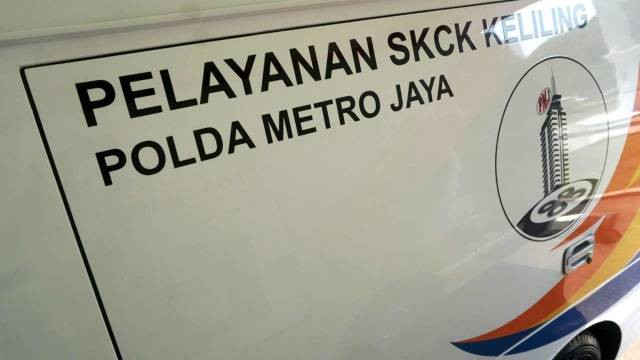 PELAYANAN SKCK KELILING
POLDA METRO JAYA